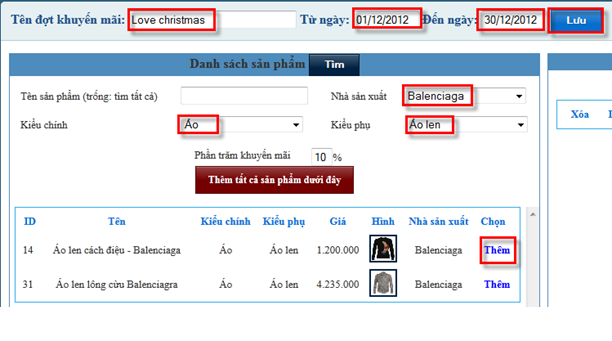 Tên đợt khuyến mãi: Love christmas Từ ngày: 01/12/2012 Đến ngày: 30/12/2012 Lưu
Danh sách sản phẩm Tìm
Tên sản phẩm (trống: tìm tất cả) Nhà sản xuất Balenciaga
Kiểu chính Áo Kiểu phụ Áo len
Phần trăm khuyến mãi 10 %
Thêm tất cả sản phẩm dưới đây
Xóa
ID Tên Kiểu chính Kiểu phụ Giá Hình Nhà sản xuất Chọn
14 Áo len cách điệu - Balenciaga Áo Áo len 1.200.000 Balenciaga Thêm
31 Áo len lông cừu Balenciagra Áo Áo len 4.235.000 Balenciaga Thêm